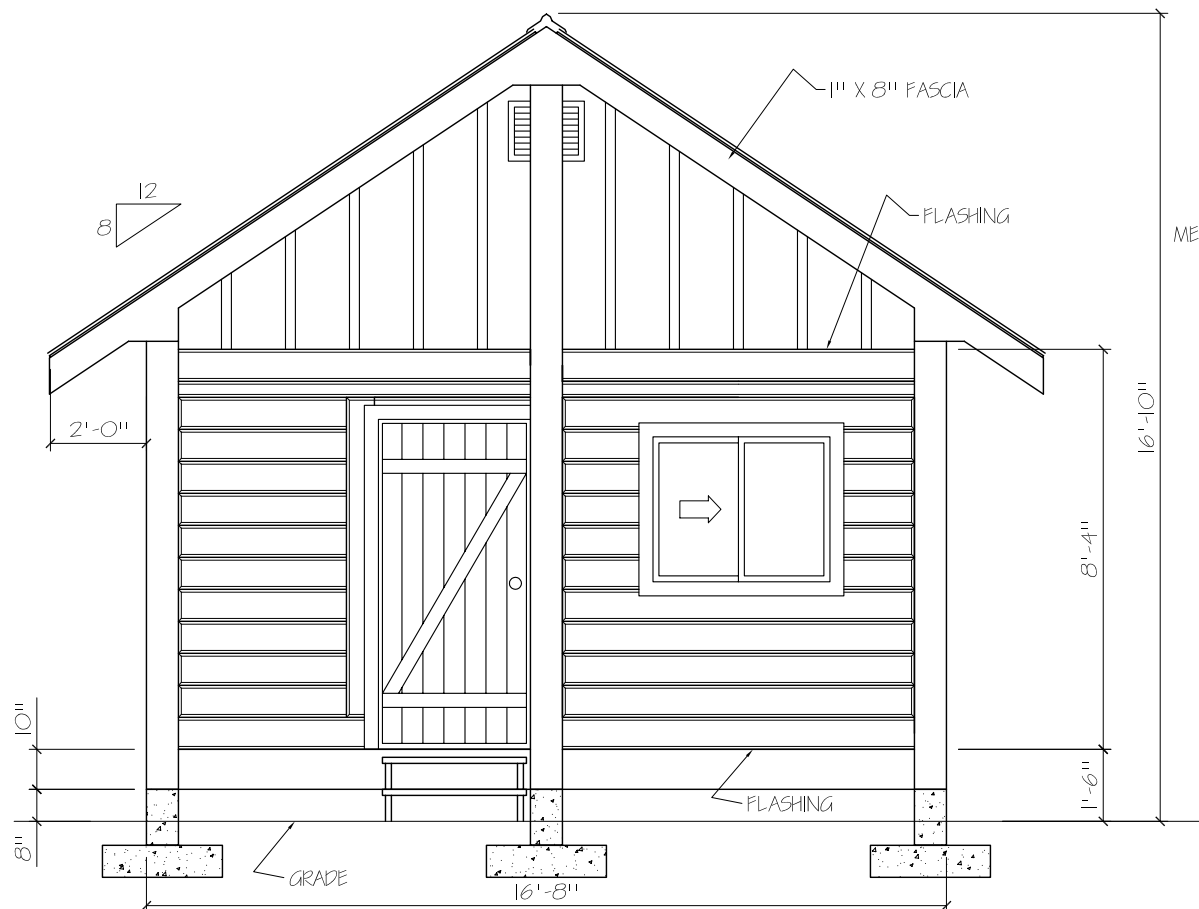 1" X 8" FASCIA
12
8
FLASHING
ME
16'-10"
2'-0"
8'-4"
10"
1'-6"
FLASHING
8"
GRADE
16'-8"